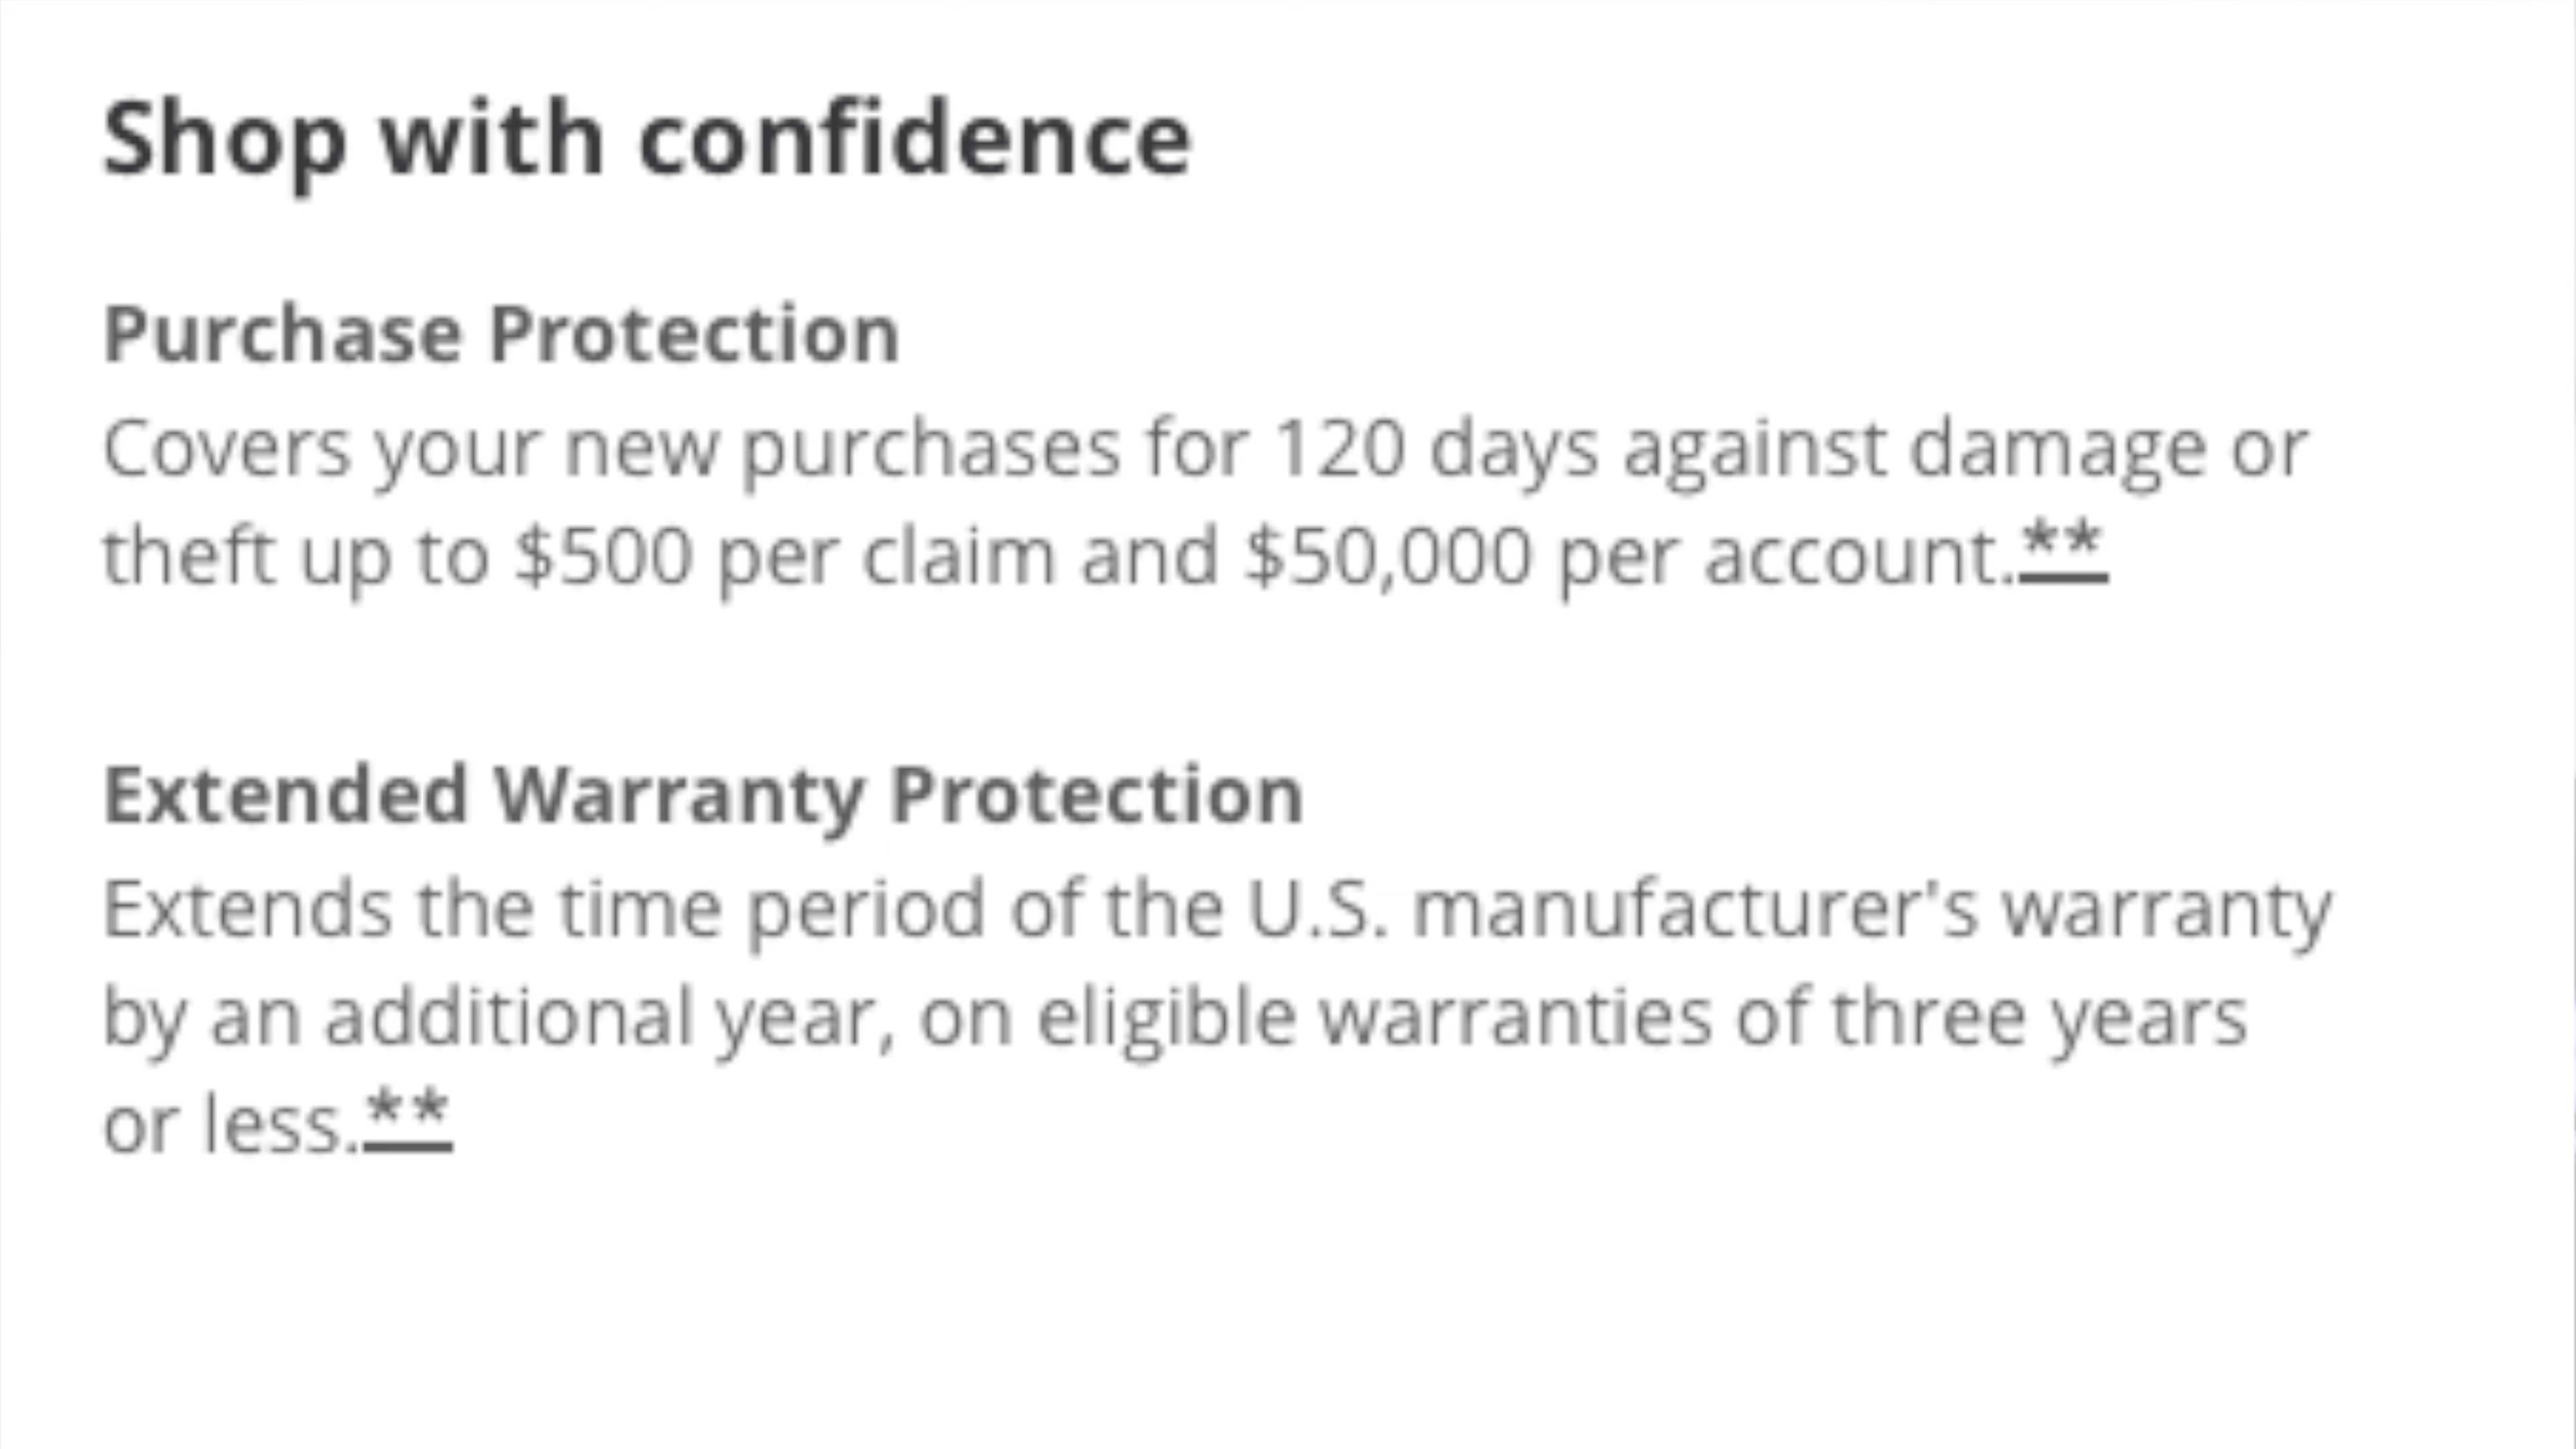 Shop with confidence
Purchase Protection
Covers your new purchases for 120 days against damage or
theft up to $500 per claim and $50,000 per account.**
Extended Warranty Protection
Extends the time period of the U.S. manufacturer's warranty
by an additional year, on eligible warranties of three years
or less.**